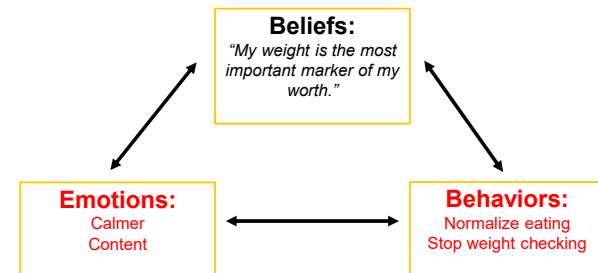 Beliefs:
“My weight is the most
important marker of my
worth.”
Emotions:
Calmer
Content
Behaviors:
Normalize eating
Stop weight checking